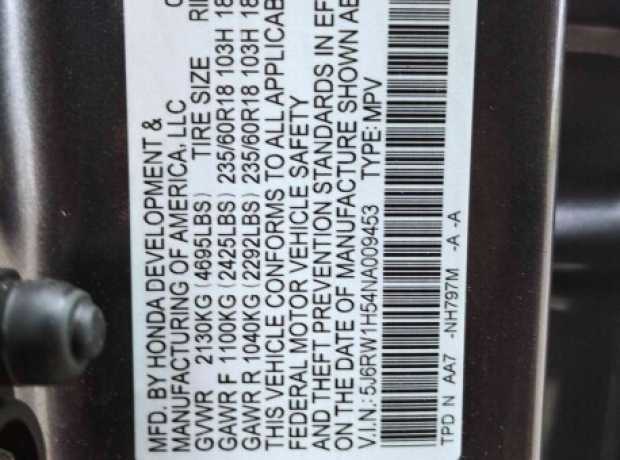 MFD. BY HONDA DEVELOPMENT &
MANUFACTURING OF AMERICA, LLC
GVWR 2130KG (4695LBS) TIRE SIZE
GAWR F 1100KG (2425LBS) 235/60R18 103H 18
GAWR R 1040KG (2292LBS) 235/60R18 103H 18
THIS VEHICLE CONFORMS TO ALL APPLICAB
FEDERAL MOTOR VEHICLE SAFETY
AND THEFT PREVENTION STANDARDS IN EF
ON THE DATE OF MANUFACTURE SHOWN AB
V.I.N.: 5J6RW1H54NA009453 TYPE: MPV
TPD N AA7 -NH797M -A -A